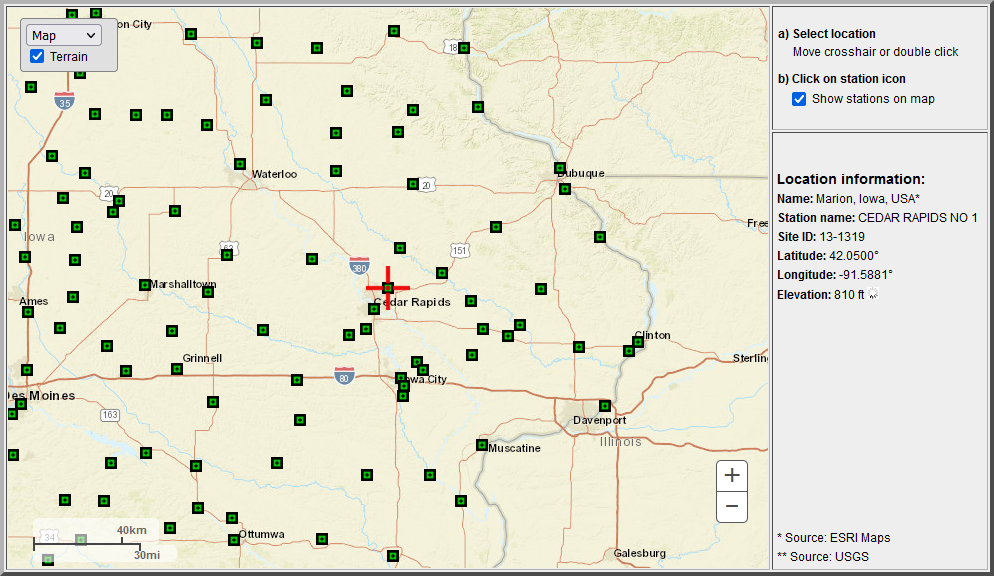 on City
Map
Terrain
18
35
Waterloo
Dubuque
20
20
Iowa
63
151
Free
380
Marshalltown
Ames
Cedar Rapids
Clinton
Grinnell
Sterling
80
Iowa City
Des Moines
163
Davenport
Illinois
Muscatine
+
−
34
40km
30mi
Ottumwa
Galesburg
a) Select location
Move crosshair or double click
b) Click on station icon
Show stations on map
Location information:
Name: Marion, Iowa, USA*
Station name: CEDAR RAPIDS NO 1
Site ID: 13-1319
Latitude: 42.0500°
Longitude: -91.5881°
Elevation: 810 ft
* Source: ESRI Maps
** Source: USGS